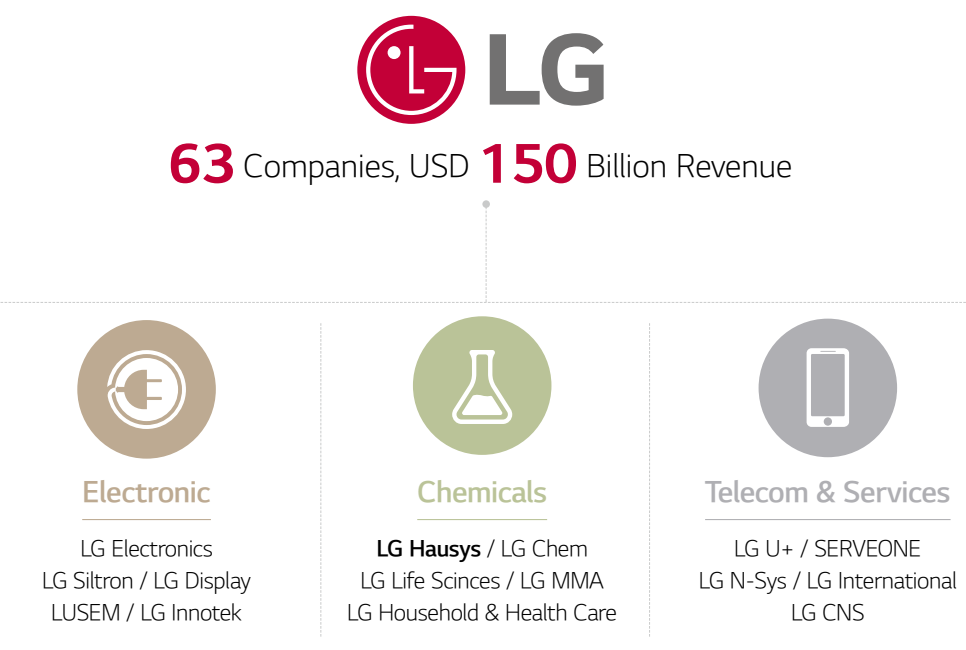 LG
63 Companies, USD 150 Billion Revenue
Electronic
LG Electronics
LG Siltron / LG Display
LUSEM / LG Innotek
Chemicals
LG Hausys / LG Chem
LG Life Scinces / LG MMA
LG Household & Health Care
Telecom & Services
LG U+ / SERVEONE
LG N-Sys / LG International
LG CNS